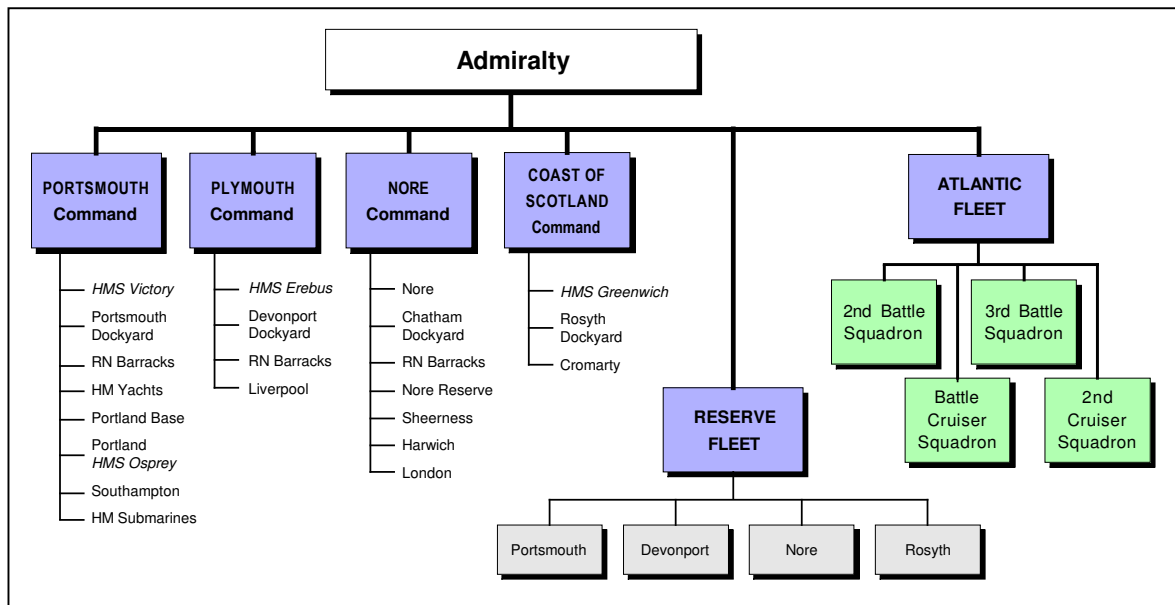 Admiralty
PORTSMOUTH
Command
HMS Victory
Portsmouth
Dockyard
RN Barracks
HM Yachts
Portland Base
Portland
HMS Osprey
Southampton
HM Submarines
PLYMOUTH
Command
HMS Erebus
Devonport
Dockyard
RN Barracks
Liverpool
NORE
Command
Nore
Chatham
Dockyard
RN Barracks
Nore Reserve
Sheerness
Harwich
London
COAST OF
SCOTLAND
Command
HMS Greenwich
Rosyth
Dockyard
Cromarty
RESERVE
FLEET
Portsmouth
Devonport
Nore
Rosyth
ATLANTIC
FLEET
2nd Battle
Squadron
3rd Battle
Squadron
Battle
Cruiser
Squadron
2nd
Cruiser
Squadron